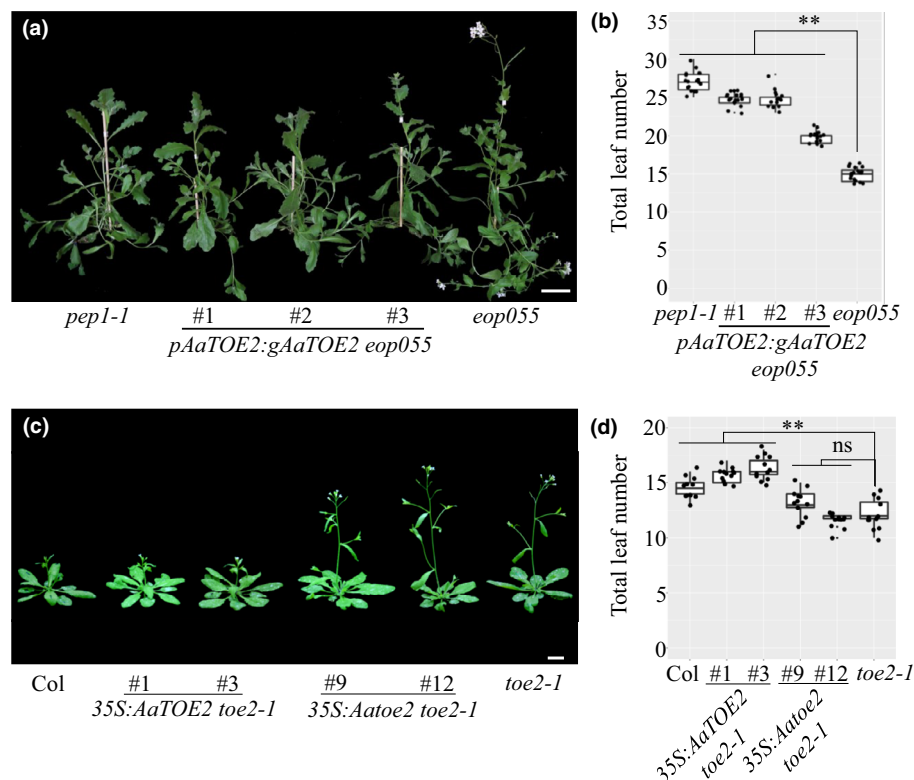 (a)
pep1-1 #1 #2 #3 eop055
pAaTOE2:gAaTOE2 eop055
(b)
**
Total leaf number
35
30
25
20
15
10
5
0
pep1-1 #1 #2 #3 eop055
pAaTOE2:gAaTOE2
eop055
(c)
Col #1 #3 #9 #12 toe2-1
35S:AaTOE2 toe2-1 35S:Aatoe2 toe2-1
(d)
**
ns
Total leaf number
20
15
10
5
0
Col #1 #3 #9 #12 toe2-1
35S:AaTOE2
toe2-1
35S:Aatoe2
toe2-1